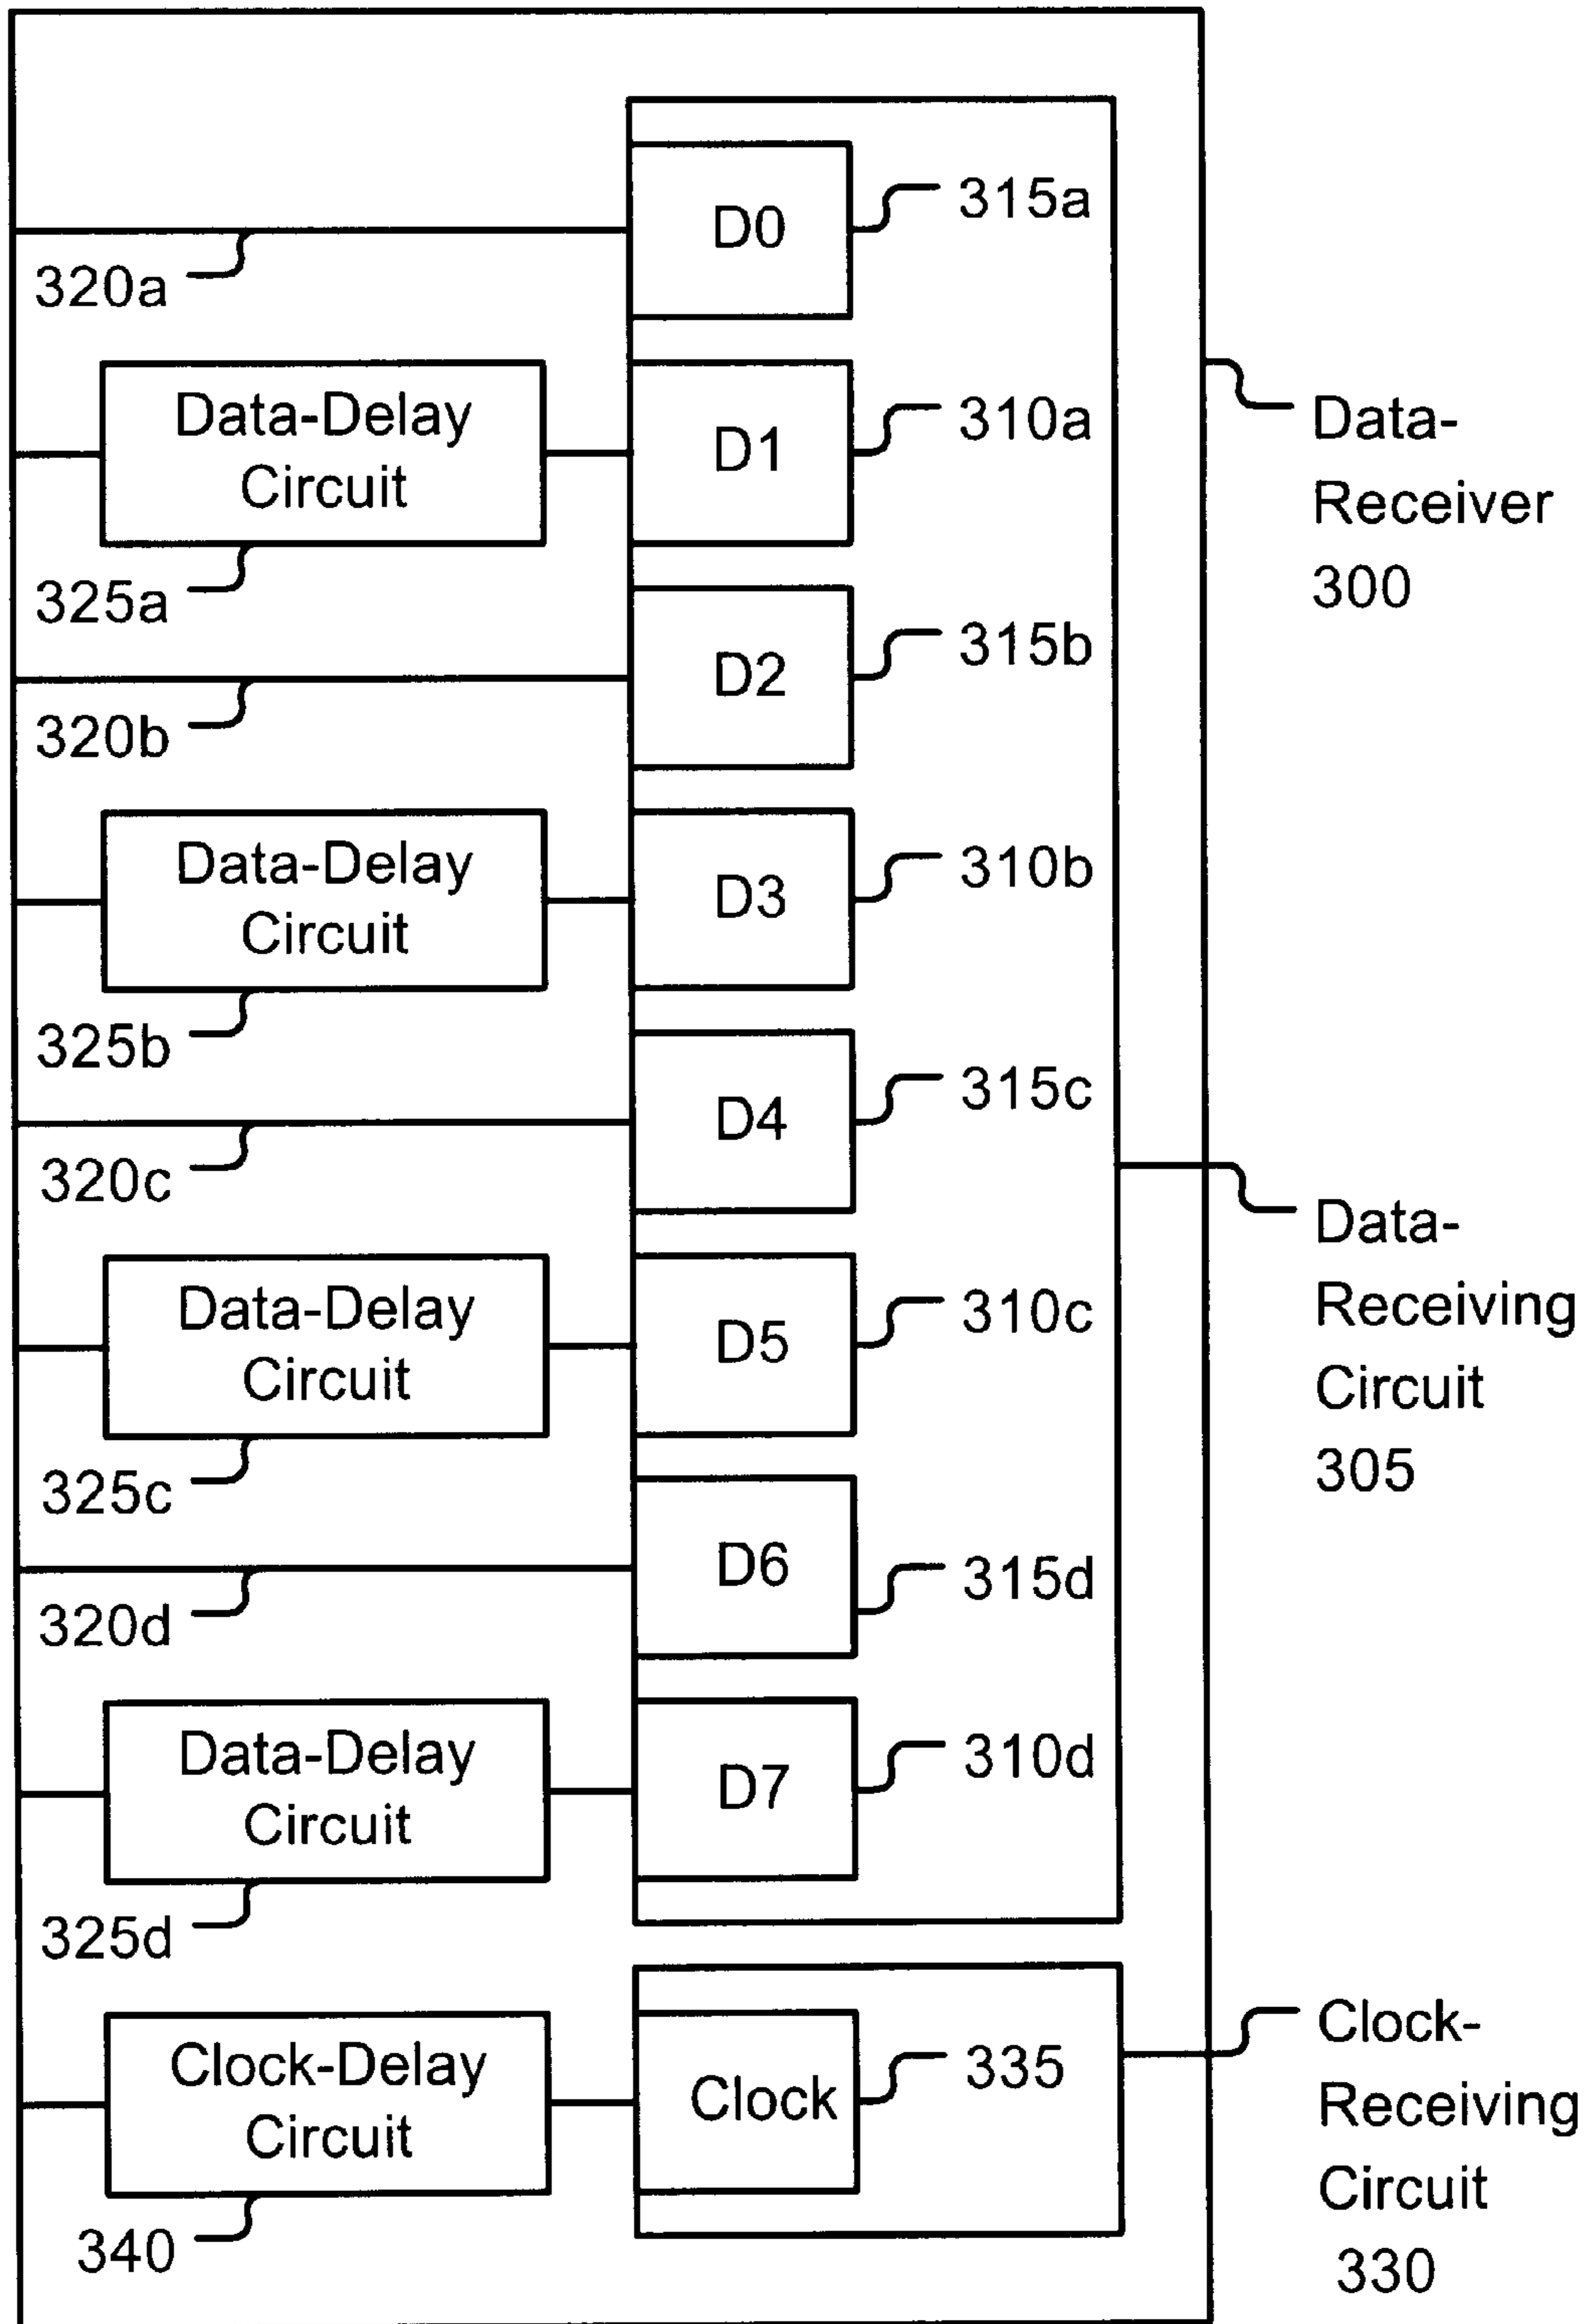 D0
315a
320a
Data-Delay
Circuit
D1
310a
Data-
Receiver
300
325a
D2
315b
320b
Data-Delay
Circuit
D3
310b
325b
D4
315c
320c
Data-
Receiving
Circuit
305
Data-Delay
Circuit
D5
310c
325c
D6
315d
320d
Data-Delay
Circuit
D7
310d
325d
Clock-Delay
Circuit
Clock
335
340
Clock-
Receiving
Circuit
330